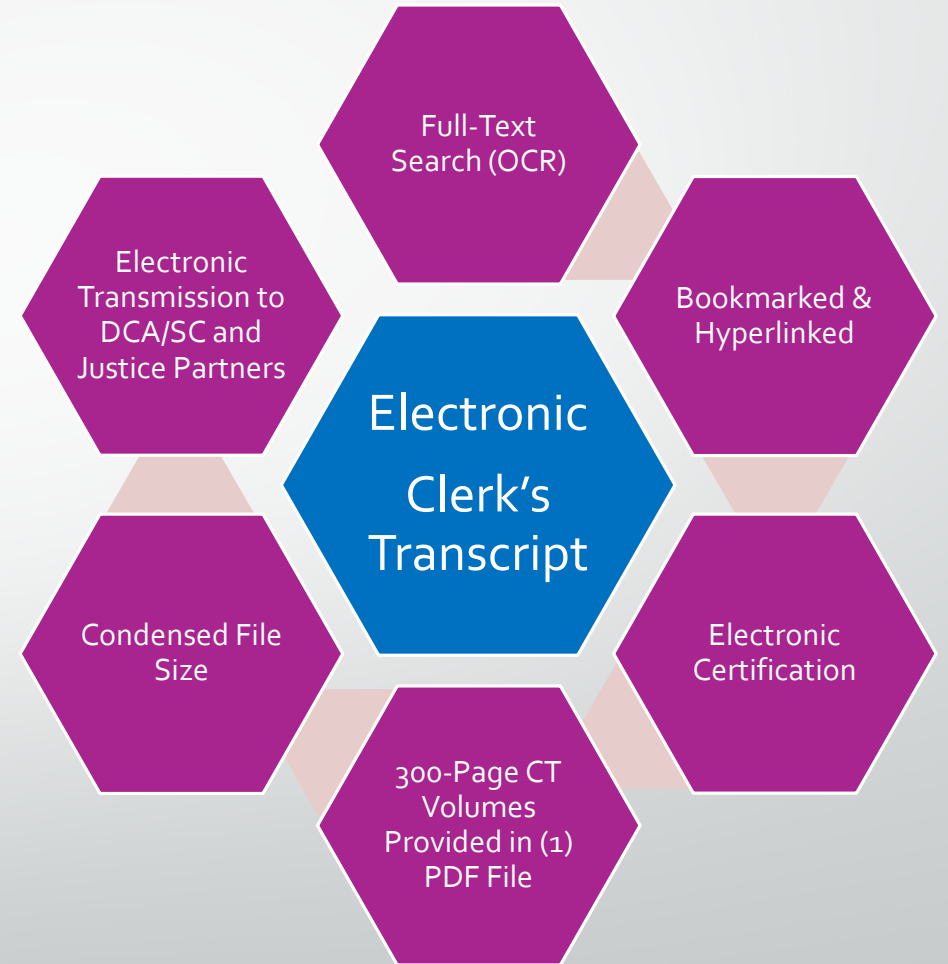 Full-Text
Search (OCR)
Bookmarked &
Hyperlinked
Electronic
Certification
300-Page CT
Volumes
Provided in (1)
PDF File
Condensed File
Size
Electronic
Transmission to
DCA/SC and
Justice Partners
Electronic
Clerk’s
Transcript